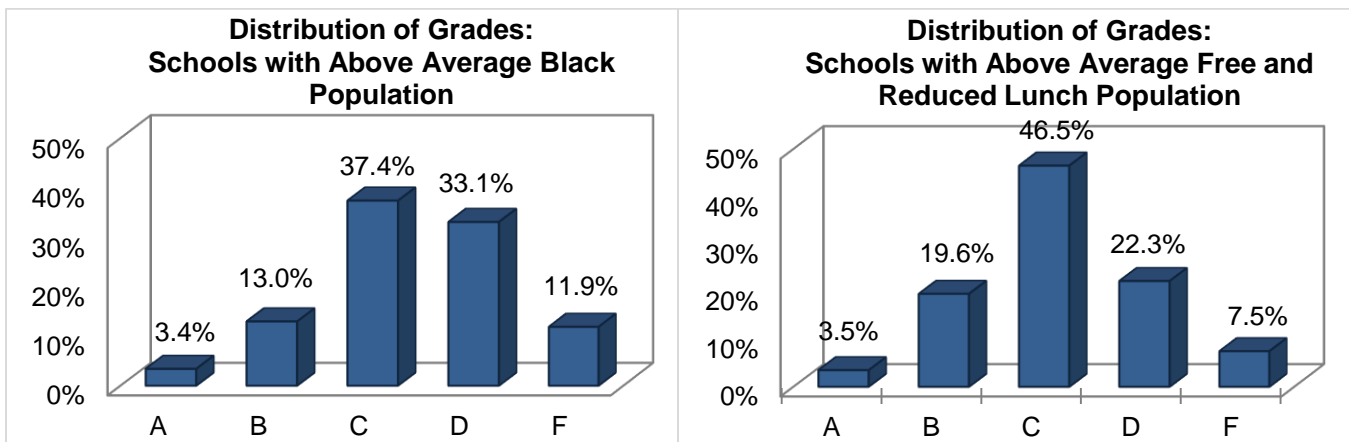 Distribution of Grades:
Schools with Above Average Black
Population
50%
40%
30%
20%
10%
0%
3.4%
13.0%
37.4%
33.1%
11.9%
A B C D F
Distribution of Grades:
Schools with Above Average Free and
Reduced Lunch Population
50%
40%
30%
20%
10%
0%
3.5%
19.6%
46.5%
22.3%
7.5%
A B C D F